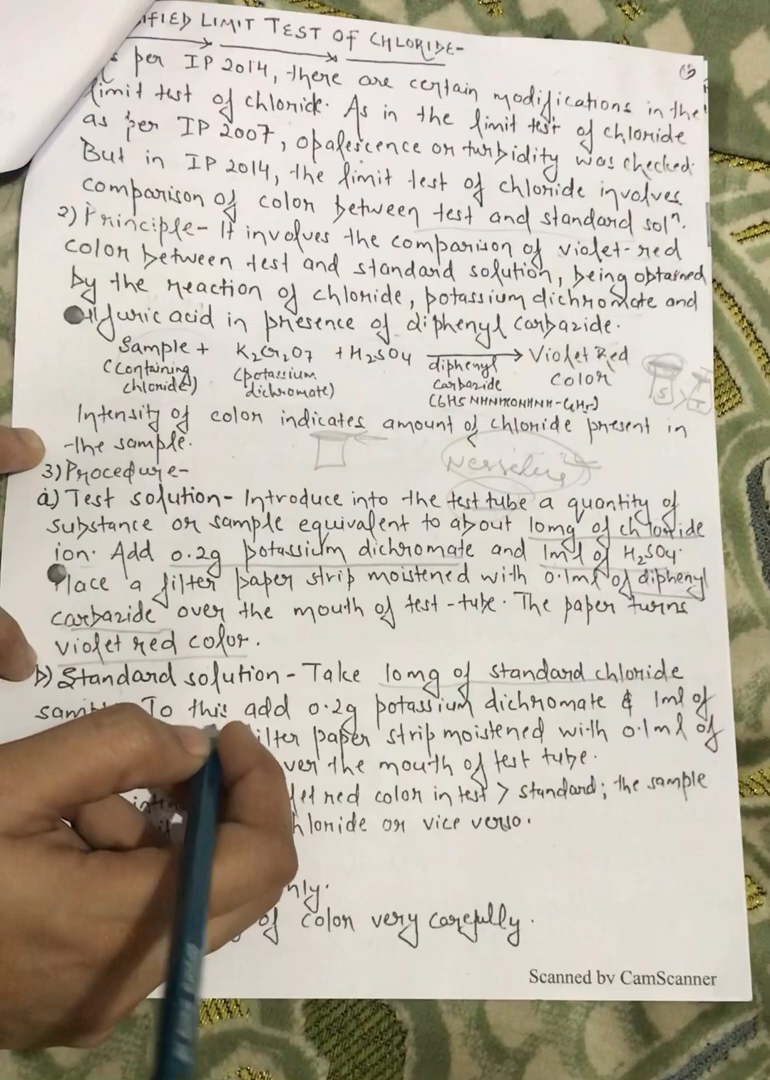 IFIED LIMIT TEST OF CHLORIDE-
per IP 2014, there are certain modifications in the
limit test of chloride. As in the limit test of chloride
as per IP 2007, opalescence or turbidity was checked.
But in IP 2014, the limit test of chloride involves
comparison of color between test and standard solⁿ.
2) Principle- It involves the comparison of violet-red
color between test and standard solution, being obtained
by the reaction of chloride, potassium dichromate and
furic acid in presence of diphenyl carbazide.
Sample + K₂Cr₂O₇ + H₂SO₄ → Violet Red
(Containing (potassium diphenyl color
chloride) dichromate) carbazide
Intensity of color indicates amount of chloride present in
the sample.
Nesselus
3) Procedure-
a) Test solution- Introduce into the test tube a quantity of
substance or sample equivalent to about 10mg of chloride
ion. Add 0.2g potassium dichromate and 1ml of H₂SO₄.
Place a filter paper strip moistened with 0.1ml of diphenyl
carbazide over the mouth of test-tube. The paper turns
violet red color.
b) Standard solution- Take 10mg of standard chloride
To this add 0.2g potassium dichromate & 1ml of
filter paper strip moistened with 0.1ml of
over the mouth of test tube.
red color in test > standard; the sample
chloride or vice verso.
nly.
of color very carefully.
Scanned by CamScanner